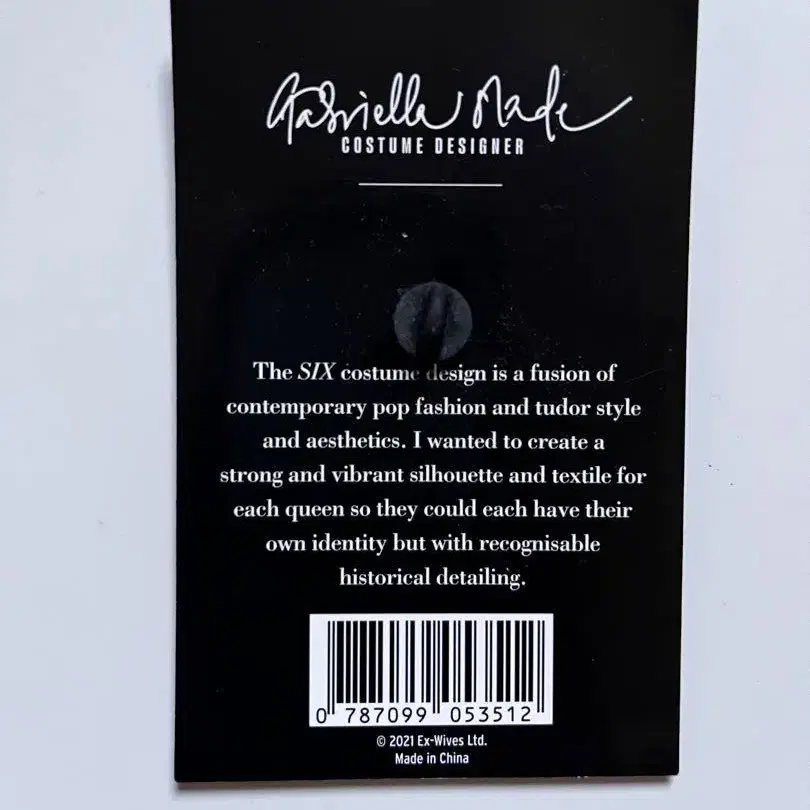 Gabriella Slade
COSTUME DESIGNER
The SIX costume design is a fusion of
contemporary pop fashion and tudor style
and aesthetics. I wanted to create a
strong and vibrant silhouette and textile for
each queen so they could each have their
own identity but with recognisable
historical detailing.
0 787099 053512
© 2021 Ex-Wives Ltd.
Made in China